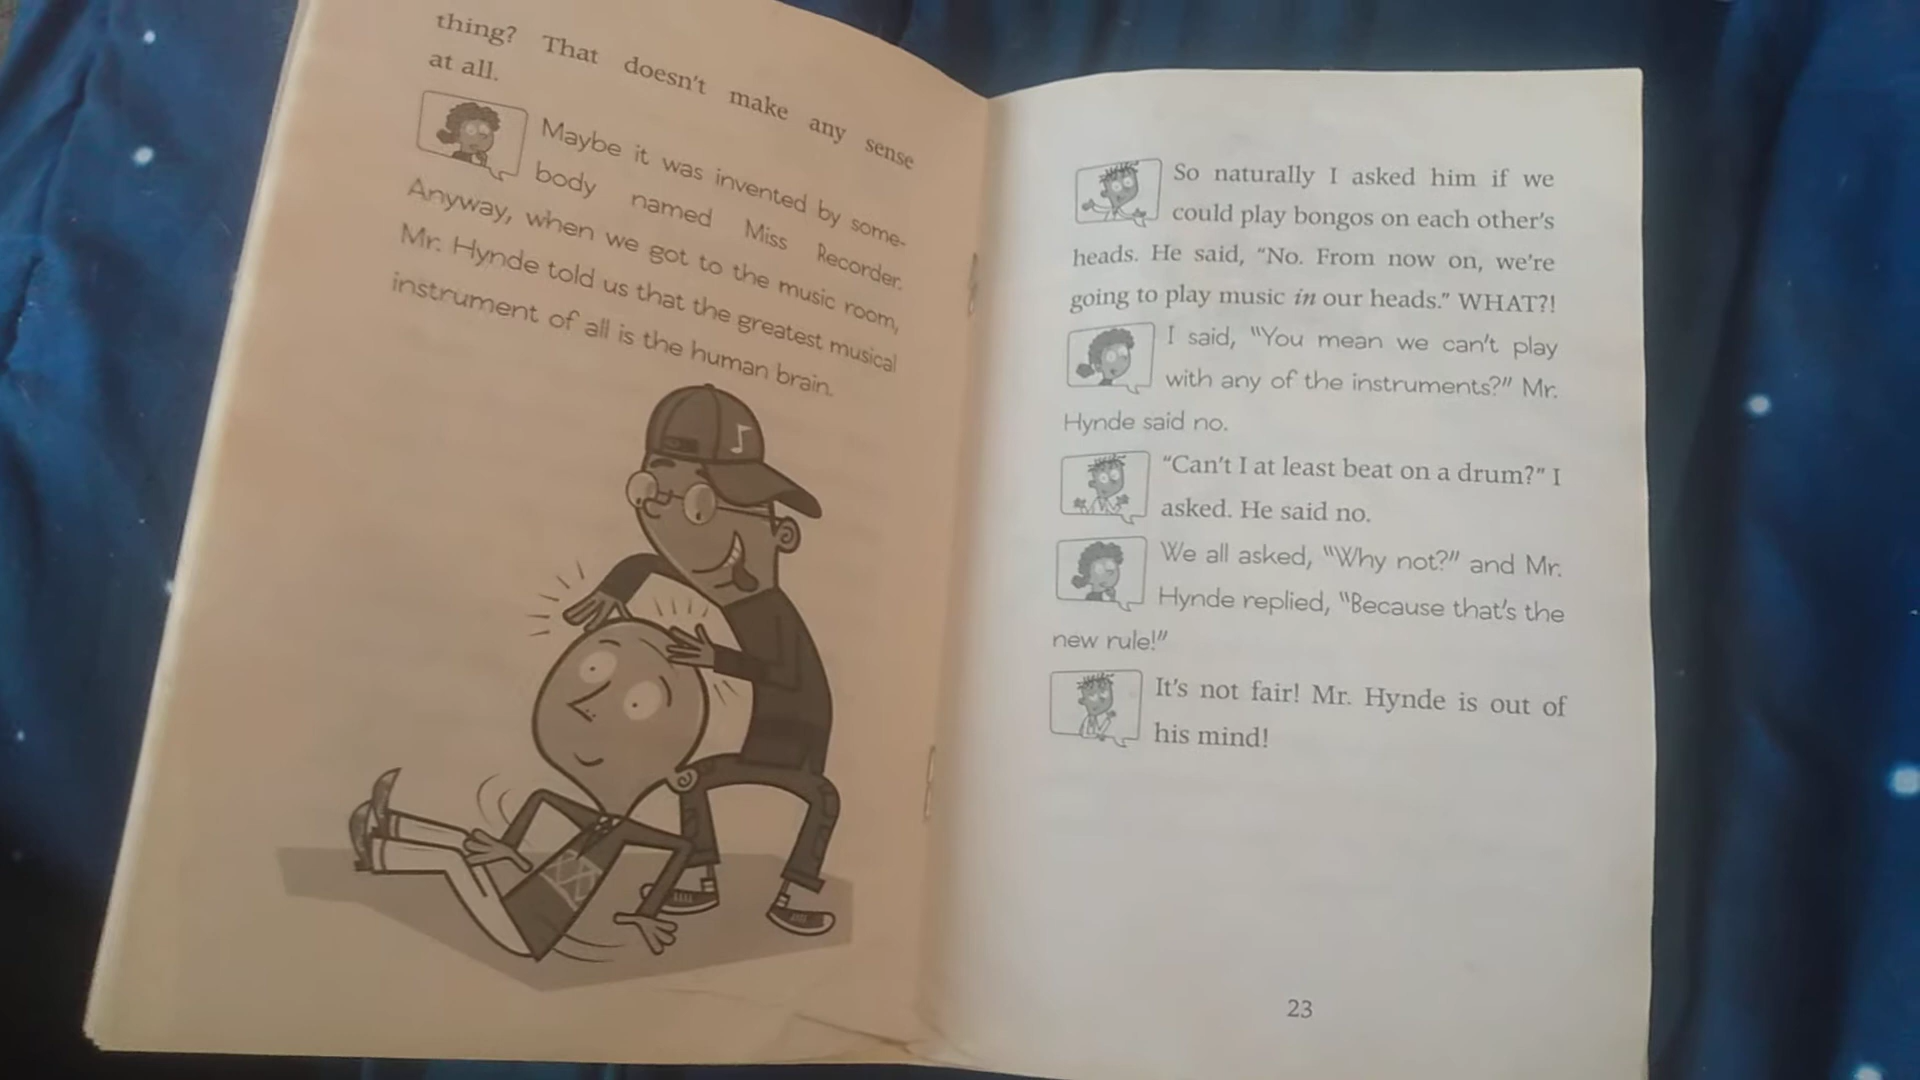 thing? That doesn't make any sense
at all.
Maybe it was invented by some-
body named Miss Recorder.
Anyway, when we got to the music room,
Mr. Hynde told us that the greatest musical
instrument of all is the human brain.
So naturally I asked him if we
could play bongos on each other's
heads. He said, “No. From now on, we're
going to play music in our heads.” WHAT?!
I said, “You mean we can't play
with any of the instruments?” Mr.
Hynde said no.
“Can't I at least beat on a drum?” I
asked. He said no.
We all asked, “Why not?” and Mr.
Hynde replied, “Because that's the
new rule!”
It's not fair! Mr. Hynde is out of
his mind!
23